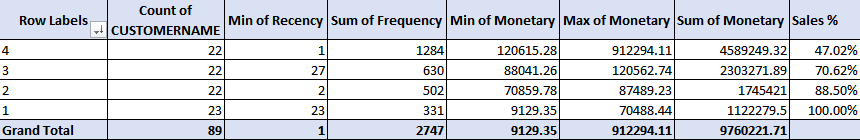 Row Labels Count of CUSTOMERNAME Min of Recency Sum of Frequency Min of Monetary Max of Monetary Sum of Monetary Sales %
4 22 1 1284 120615.28 912294.11 4589249.32 47.02%
3 22 27 630 88041.26 120562.74 2303271.89 70.62%
2 22 2 502 70859.78 87489.23 1745421 88.50%
1 23 23 331 9129.35 70488.44 1122279.5 100.00%
Grand Total 89 1 2747 9129.35 912294.11 9760221.71